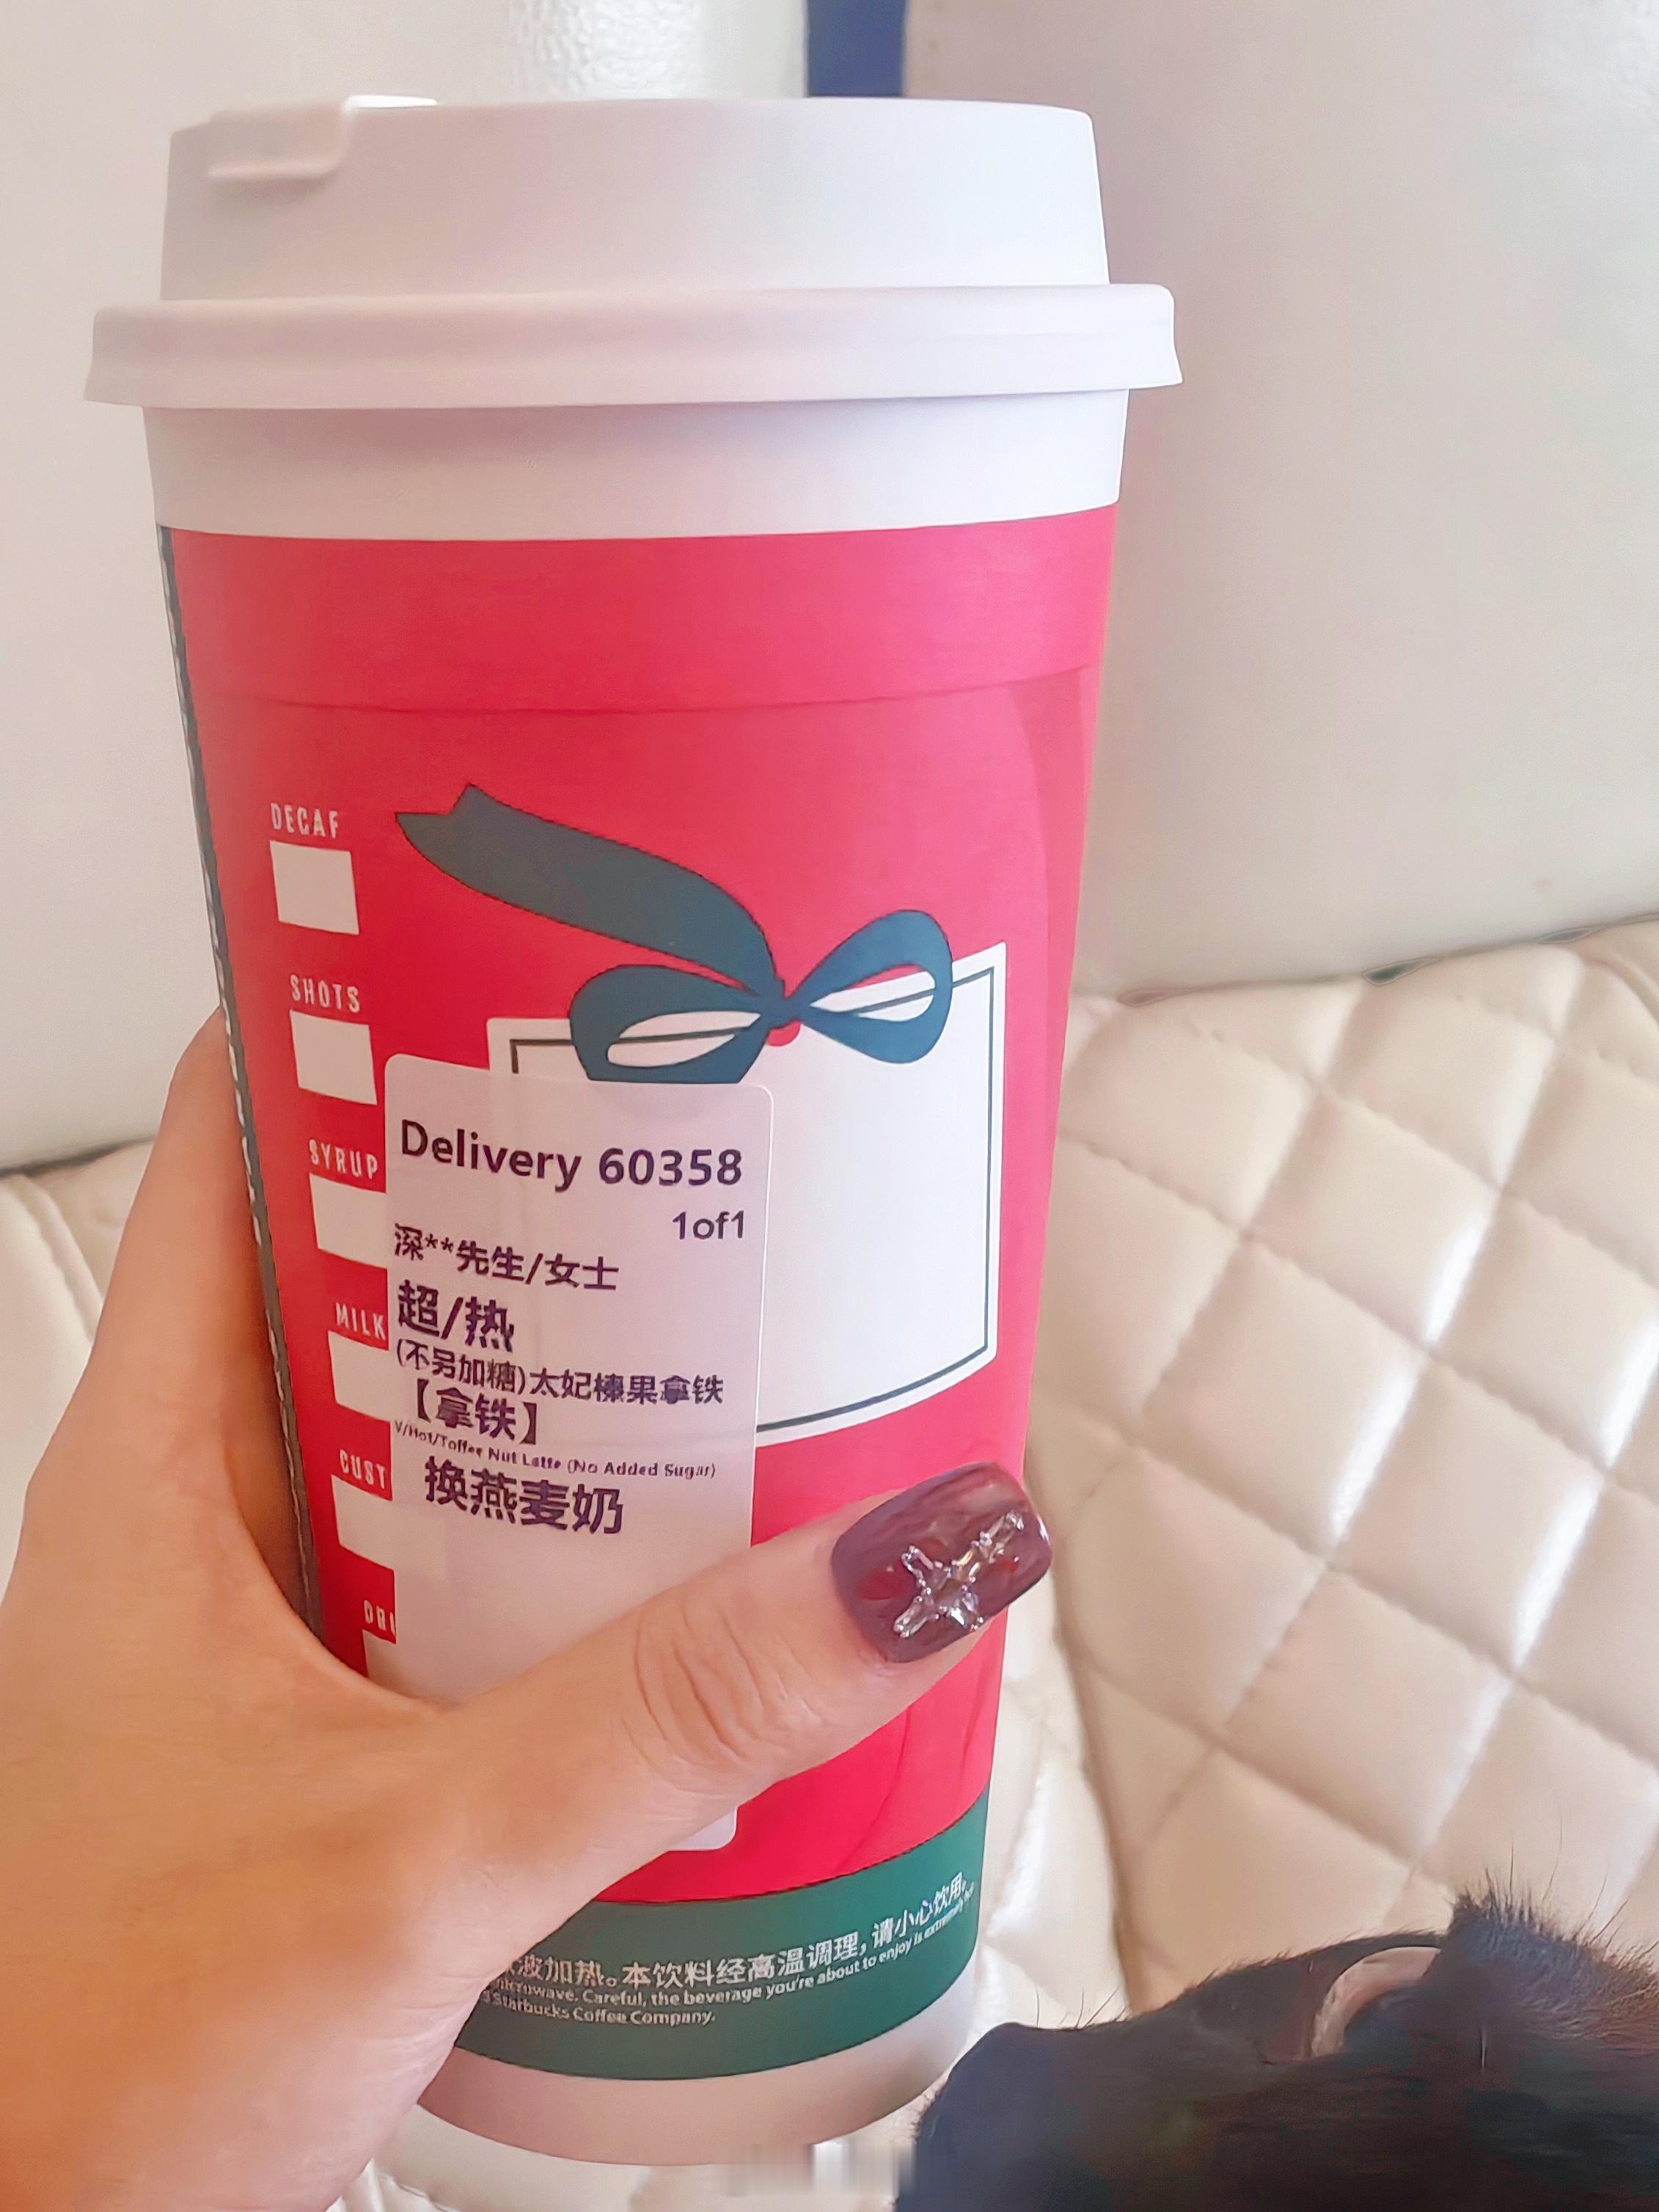 DECAF
SHOTS
SYRUP
MILK
CUST
Delivery 60358
1of1
深**先生/女士
超/热
(不另加糖)太妃榛果拿铁
【拿铁】
V/Hot/Toffee Nut Latte (No Added Sugar)
换燕麦奶
波加热。本饮料经高温调理,请小心饮用。
microwave. Careful, the beverage you're about to enjoy is extremely
Starbucks Coffee Company.